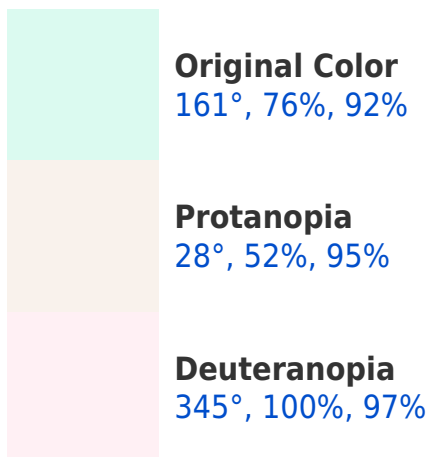 Original Color
161°, 76%, 92%
Protanopia
28°, 52%, 95%
Deuteranopia
345°, 100%, 97%